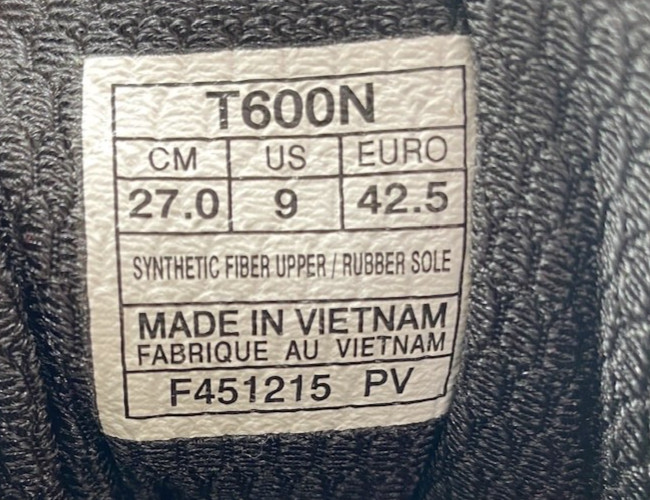 T600N
CM US EURO
27.0 9 42.5
SYNTHETIC FIBER UPPER / RUBBER SOLE
MADE IN VIETNAM
FABRIQUE AU VIETNAM
F451215 PV